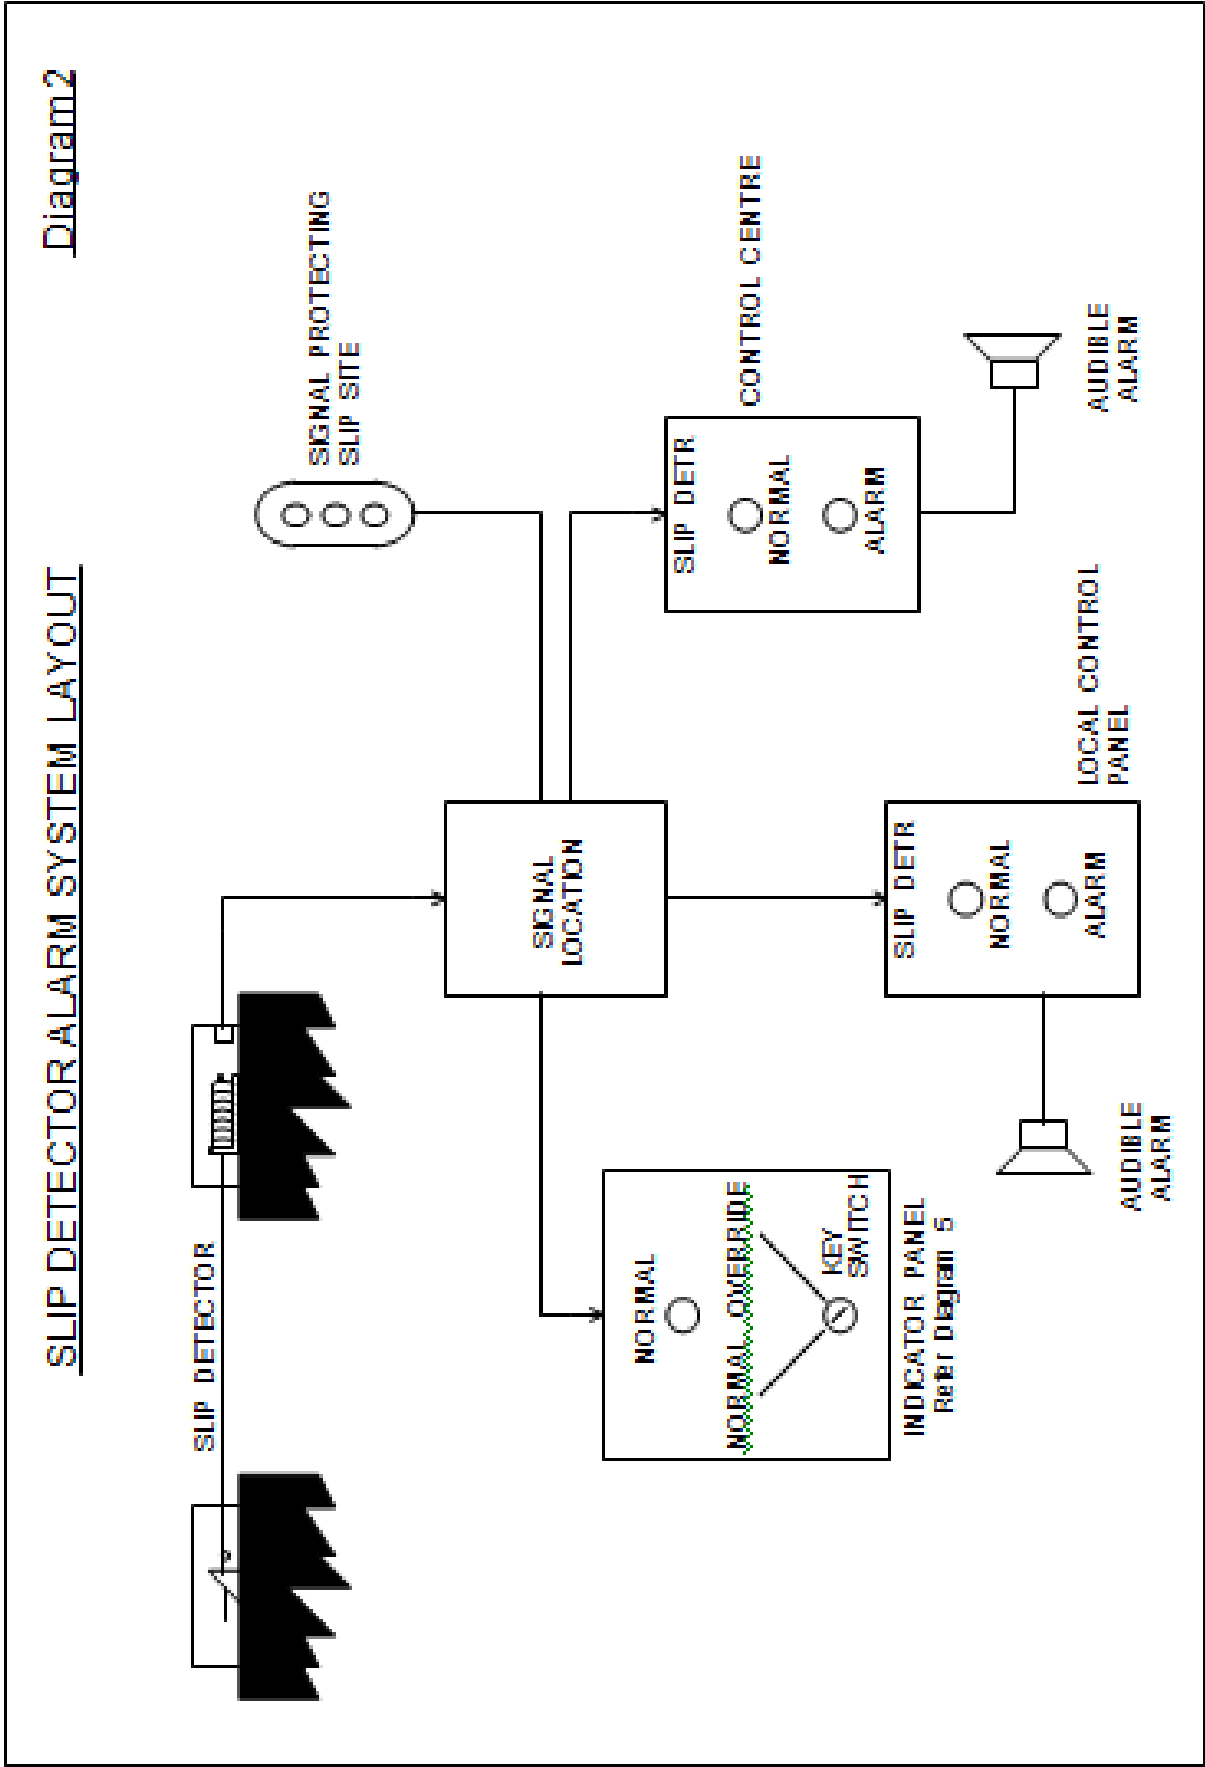 Diagram 2
SLIP DETECTOR ALARM SYSTEM LAYOUT
SLIP DETECTOR
SIGNAL PROTECTING
SLIP SITE
SIGNAL
LOCATION
CONTROL CENTRE
SLIP DETR
NORMAL
ALARM
AUDIBLE
ALARM
NORMAL
NORMAL OVERRIDE
KEY
SWITCH
INDICATOR PANEL
Refer Diagram 5
SLIP DETR
NORMAL
ALARM
LOCAL CONTROL
PANEL
AUDIBLE
ALARM